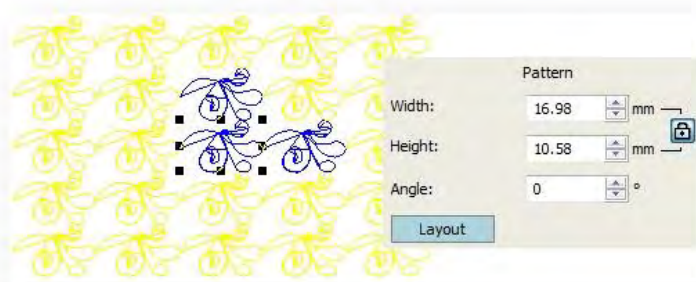 Pattern
Width: 16.98 mm
Height: 10.58 mm
Angle: 0 °
Layout